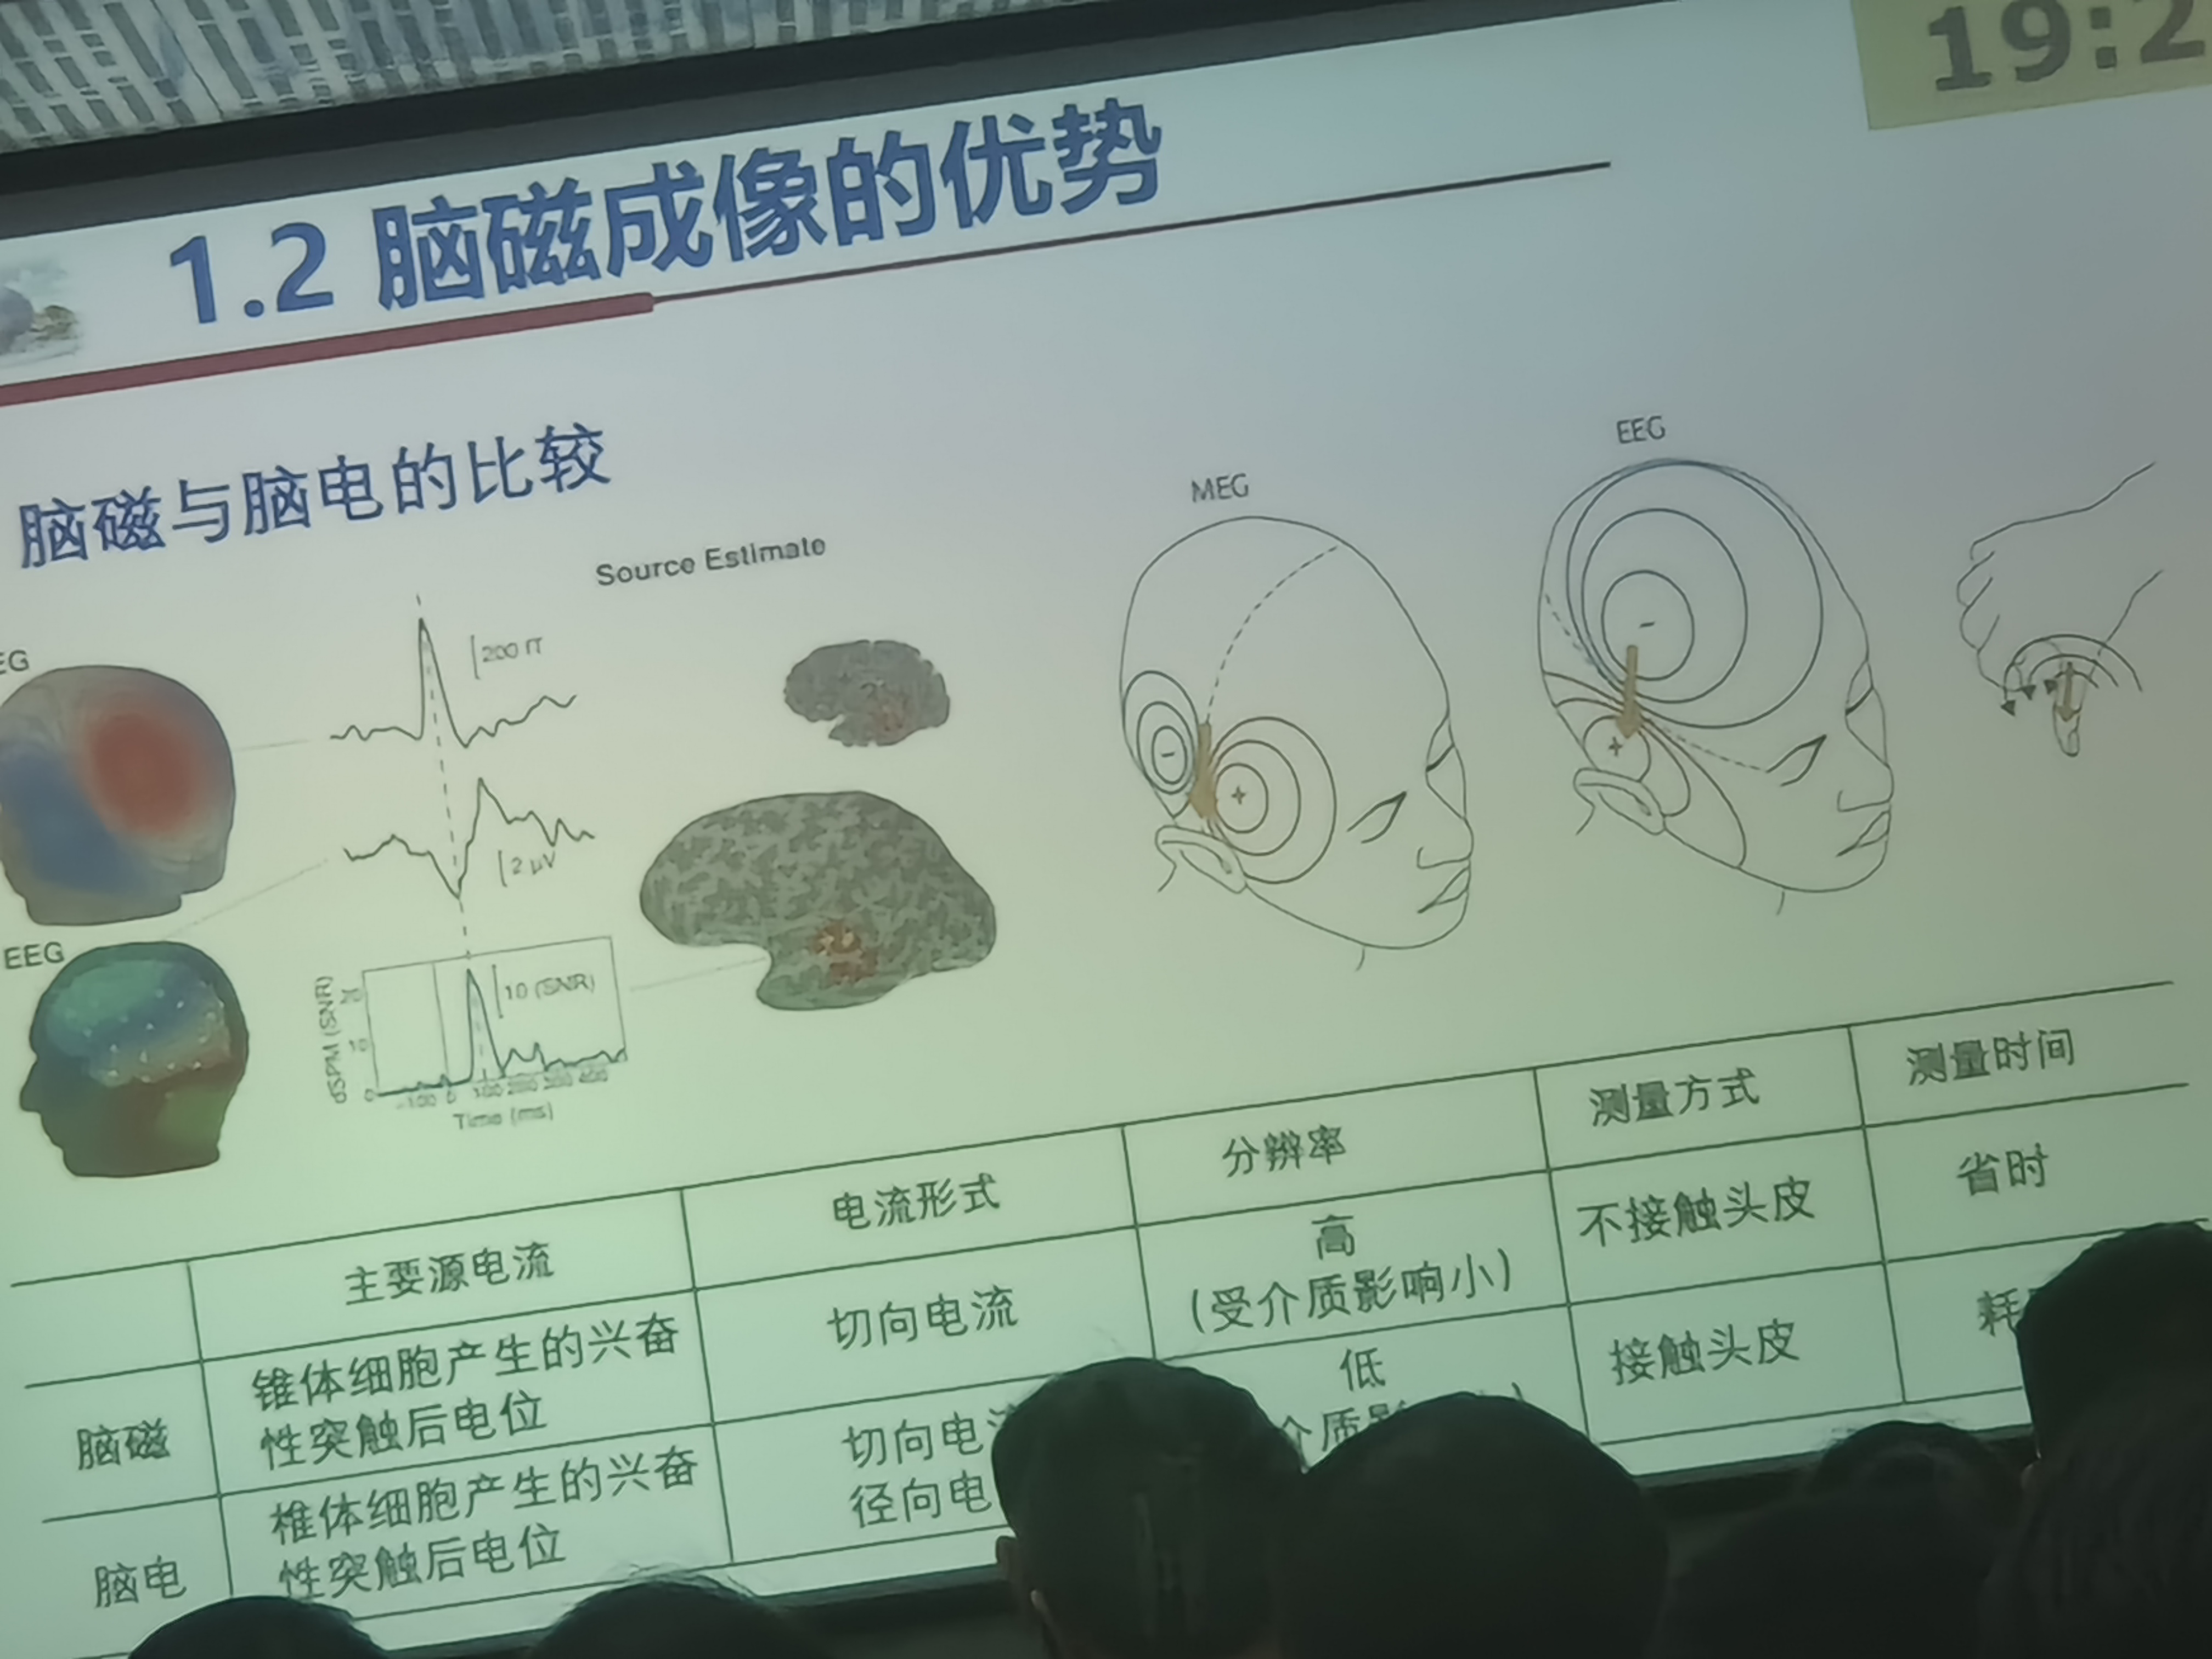 19:2
1.2 脑磁成像的优势
脑磁与脑电的比较
Source Estimate
MEG
EEG
EG
200 fT
2 μV
EEG
10 (SNR)
dSPM (SNR)
20
10
0
-100 0 100 200 300 400
Time (ms)
主要源电流
电流形式
分辨率
测量方式
测量时间
脑磁
锥体细胞产生的兴奋
性突触后电位
切向电流
高
(受介质影响小)
不接触头皮
省时
脑电
椎体细胞产生的兴奋
性突触后电位
切向电
径向电
低
介质影
接触头皮
耗